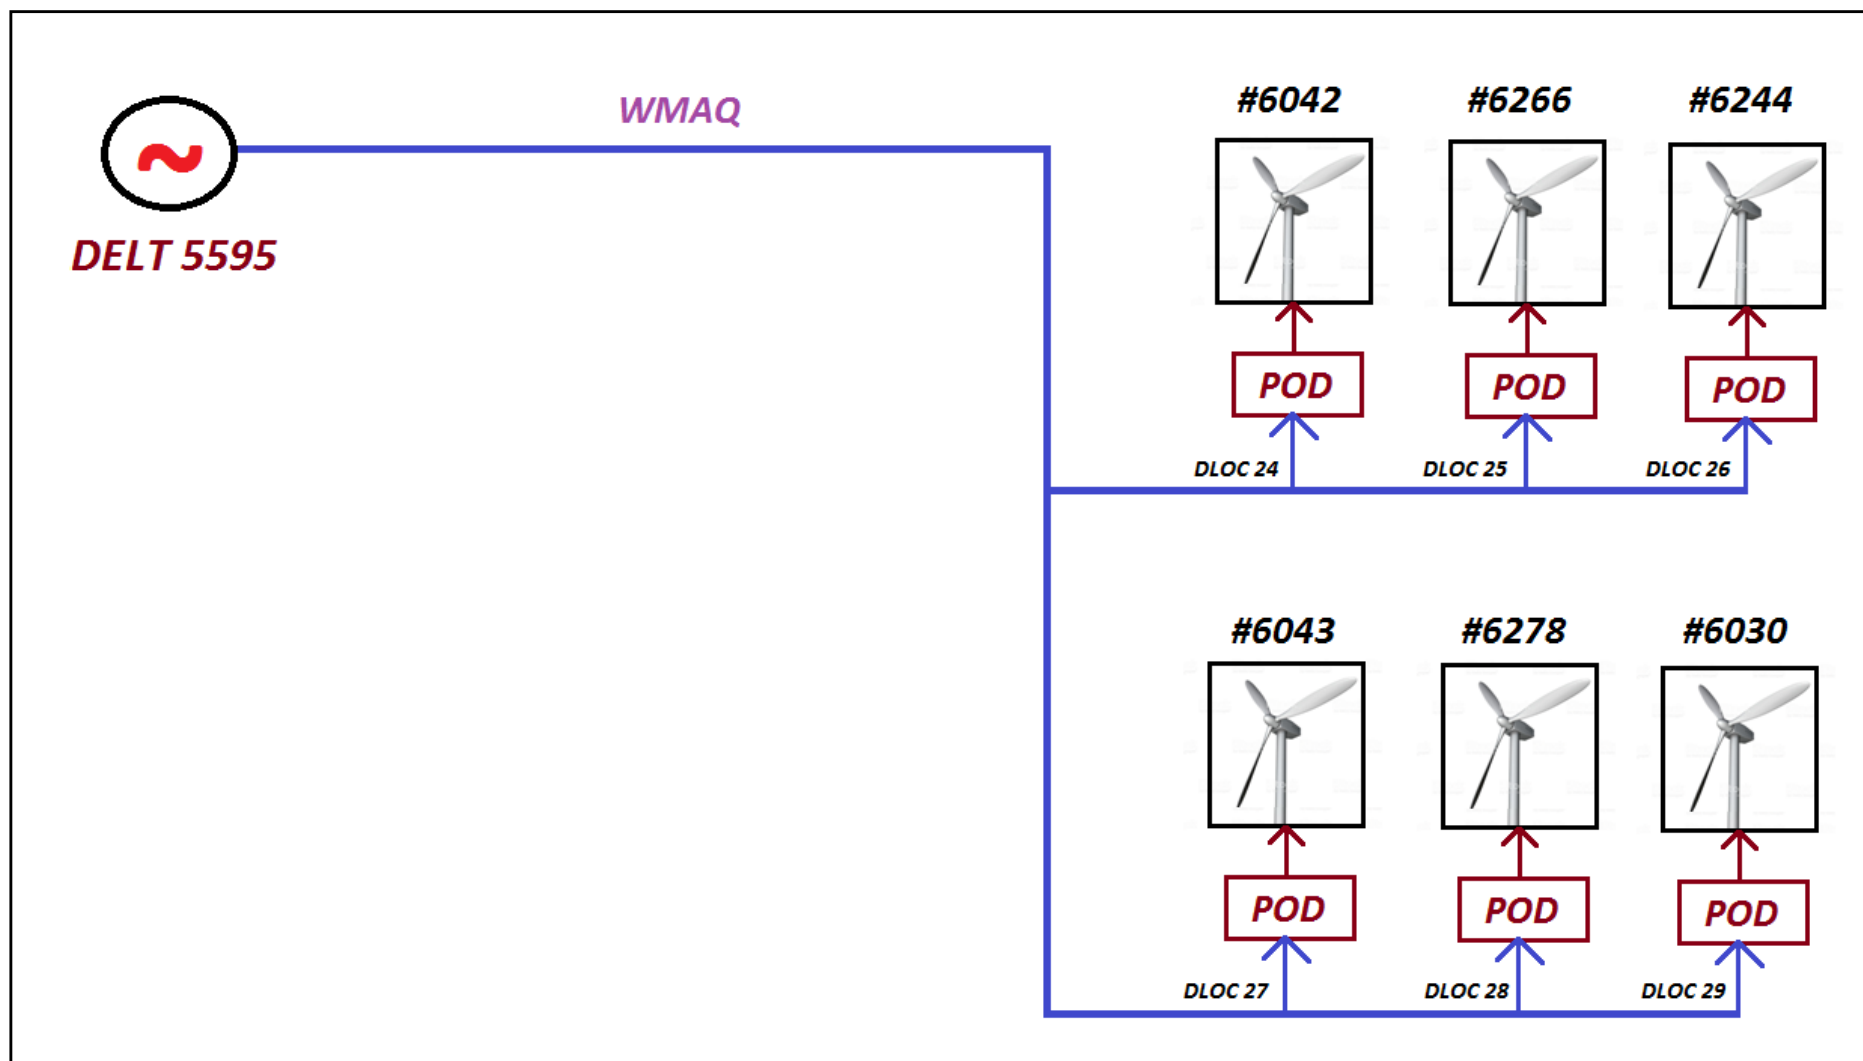 WMAQ
#6042 #6266 #6244
DELT 5595
POD POD POD
DLOC 24 DLOC 25 DLOC 26
#6043 #6278 #6030
POD POD POD
DLOC 27 DLOC 28 DLOC 29